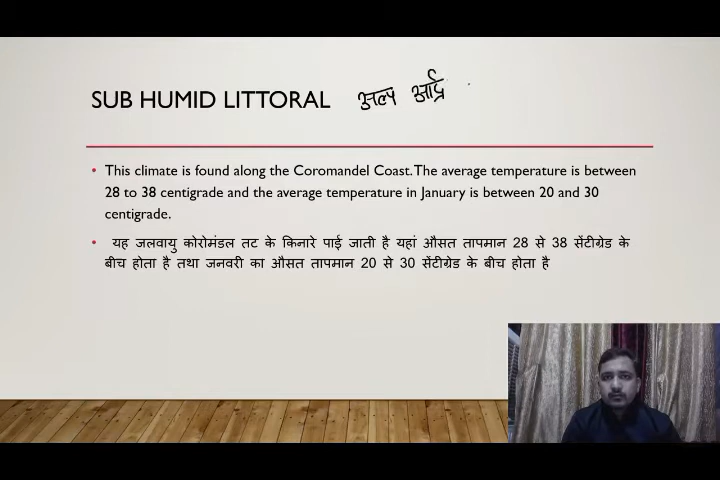 SUB HUMID LITTORAL अल्प आर्द्र
• This climate is found along the Coromandel Coast. The average temperature is between
28 to 38 centigrade and the average temperature in January is between 20 and 30
centigrade.
• यह जलवायु कोरोमंडल तट के किनारे पाई जाती है यहां औसत तापमान 28 से 38 सेंटीग्रेड के
बीच होता है तथा जनवरी का औसत तापमान 20 से 30 सेंटीग्रेड के बीच होता है